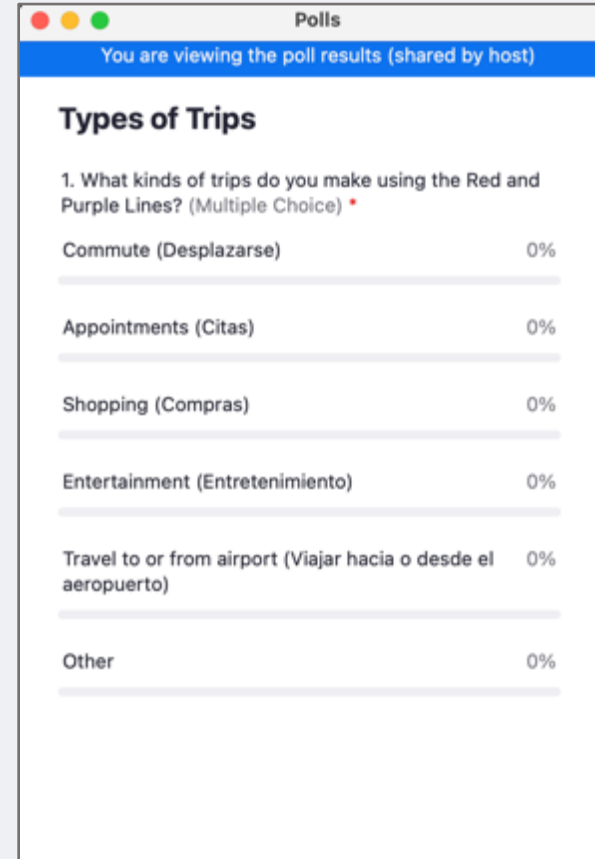 Polls
You are viewing the poll results (shared by host)
Types of Trips
1. What kinds of trips do you make using the Red and
Purple Lines? (Multiple Choice) *
Commute (Desplazarse) 0%
Appointments (Citas) 0%
Shopping (Compras) 0%
Entertainment (Entretenimiento) 0%
Travel to or from airport (Viajar hacia o desde el 0%
aeropuerto)
Other 0%